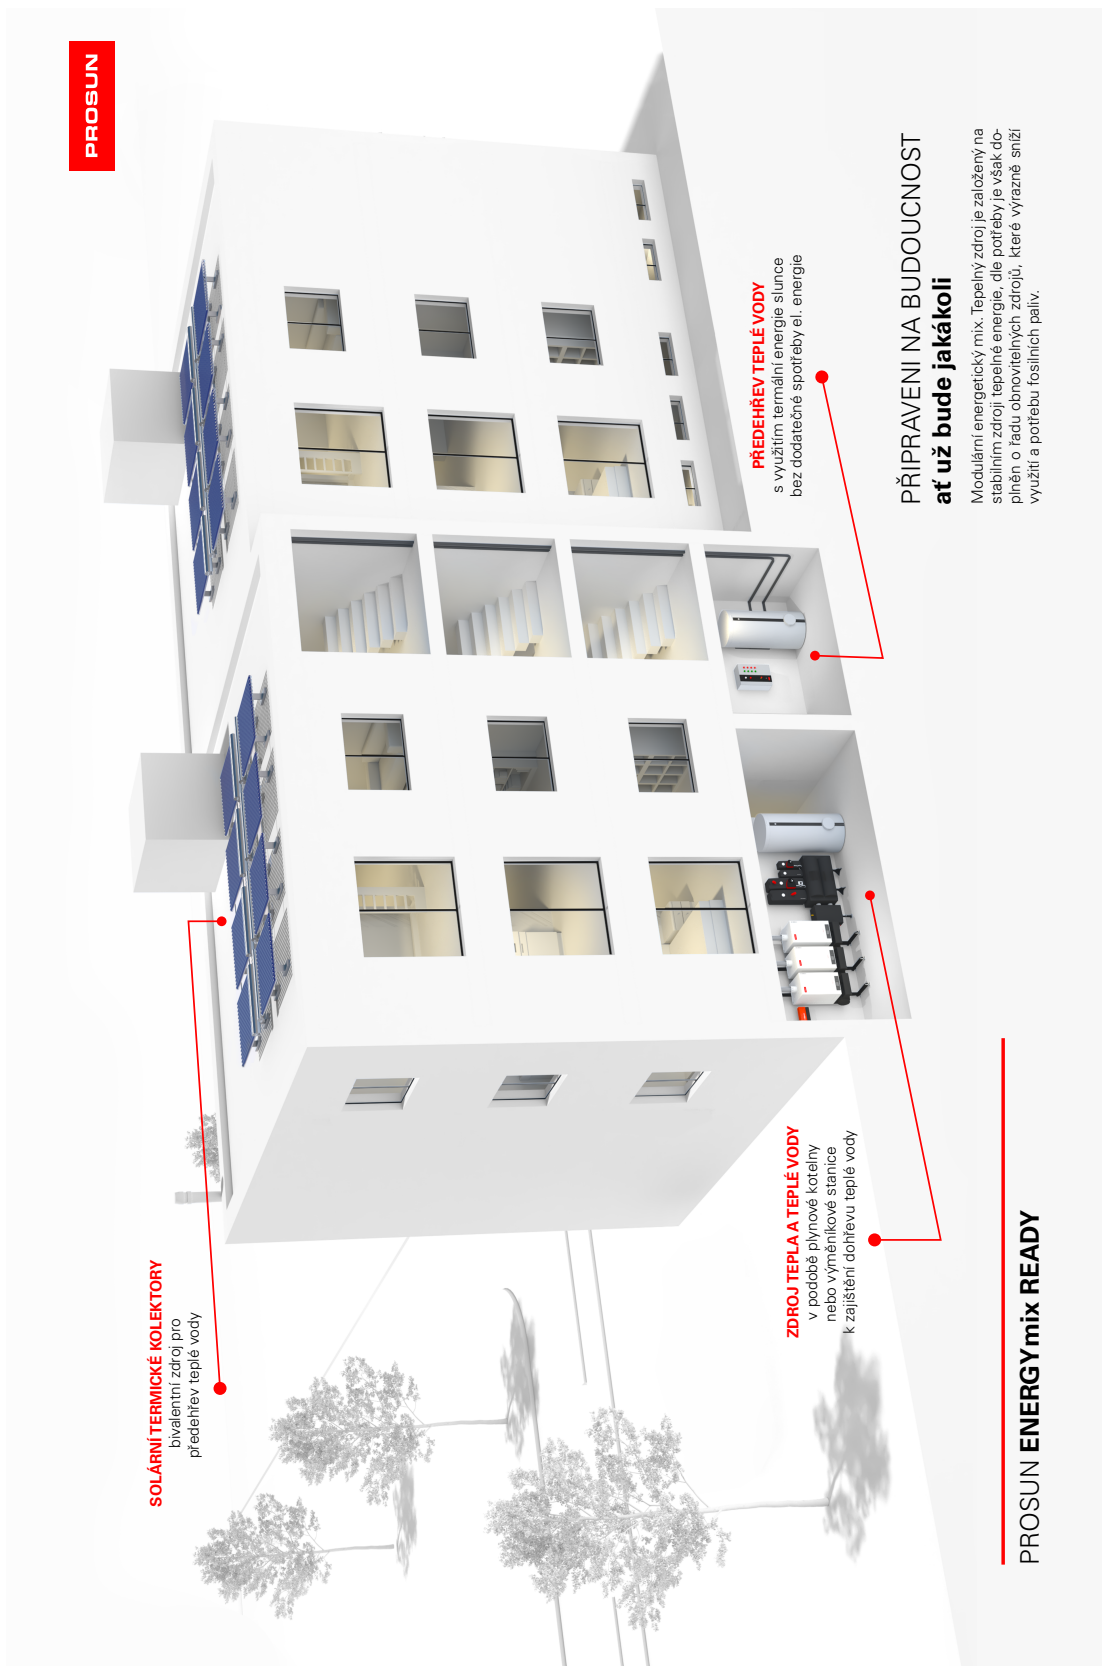 PROSUN
SOLÁRNÍ TERMICKÉ KOLEKTORY
bivalentní zdroj pro
předehřev teplé vody
PŘEDEHŘEV TEPLÉ VODY
s využitím termální energie slunce
bez dodatečné spotřeby el. energie
ZDROJ TEPLA A TEPLÉ VODY
v podobě plynové kotelny
nebo výměníkové stanice
k zajištění dohřevu teplé vody
PŘIPRAVENI NA BUDOUCNOST
ať už bude jakákoli
Modulární energetický mix. Tepelný zdroj je založený na
stabilním zdroji tepelné energie, dle potřeby je však do-
plněn o řadu obnovitelných zdrojů, které výrazně sníží
využití a potřebu fosilních paliv.
PROSUN ENERGYmix READY